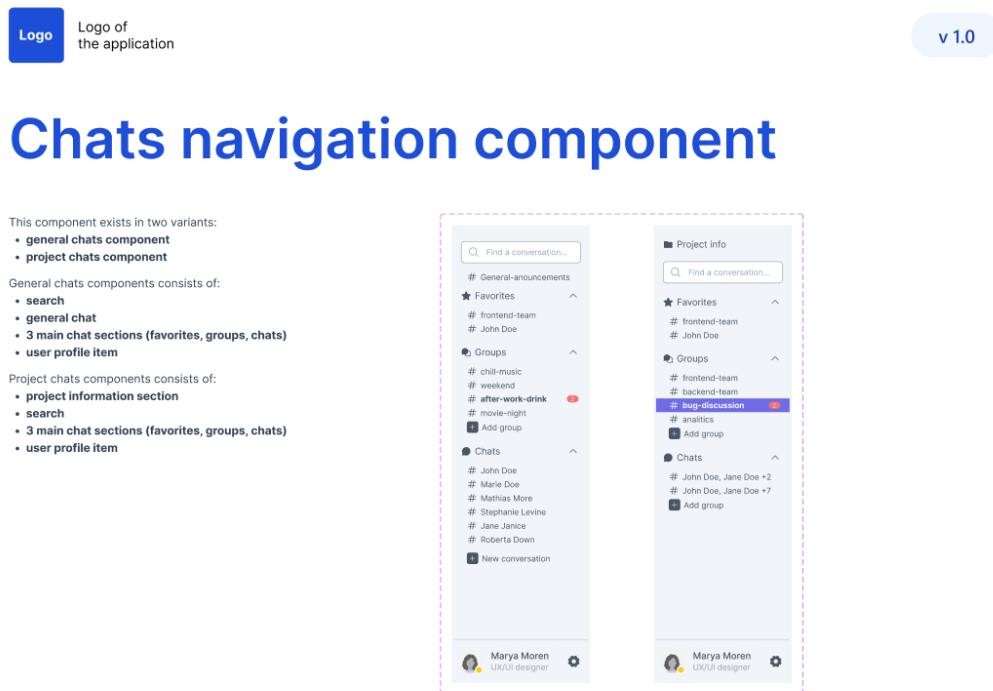 Logo
Logo of
the application
v 1.0
Chats navigation component
This component exists in two variants:
• general chats component
• project chats component
General chats components consists of:
• search
• general chat
• 3 main chat sections (favorites, groups, chats)
• user profile item
Project chats components consists of:
• project information section
• search
• 3 main chat sections (favorites, groups, chats)
• user profile item
Find a conversation...
# General-anouncements
Favorites
# frontend-team
# John Doe
Groups
# chill-music
# weekend
# after-work-drink 2
# movie-night
+ Add group
Chats
# John Doe
# Marie Doe
# Mathias More
# Stephanie Levine
# Jane Janice
# Roberta Down
+ New conversation
Marya Moren
UX/UI designer
Project info
Find a conversation...
Favorites
# frontend-team
# John Doe
Groups
# frontend-team
# backend-team
# bug-discussion 2
# analitics
+ Add group
Chats
# John Doe, Jane Doe +2
# John Doe, Jane Doe +7
+ Add group
Marya Moren
UX/UI designer